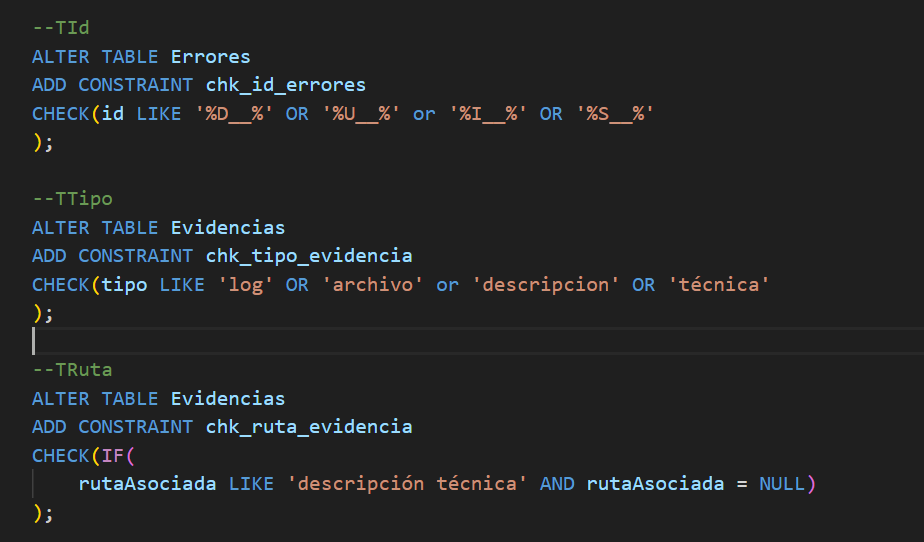 --TId
ALTER TABLE Errores
ADD CONSTRAINT chk_id_errores
CHECK(id LIKE '%D__%' OR '%U__%' or '%I__%' OR '%S__%'
);
--TTipo
ALTER TABLE Evidencias
ADD CONSTRAINT chk_tipo_evidencia
CHECK(tipo LIKE 'log' OR 'archivo' or 'descripcion' OR 'técnica'
);
--TRuta
ALTER TABLE Evidencias
ADD CONSTRAINT chk_ruta_evidencia
CHECK(IF(
rutaAsociada LIKE 'descripción técnica' AND rutaAsociada = NULL)
);